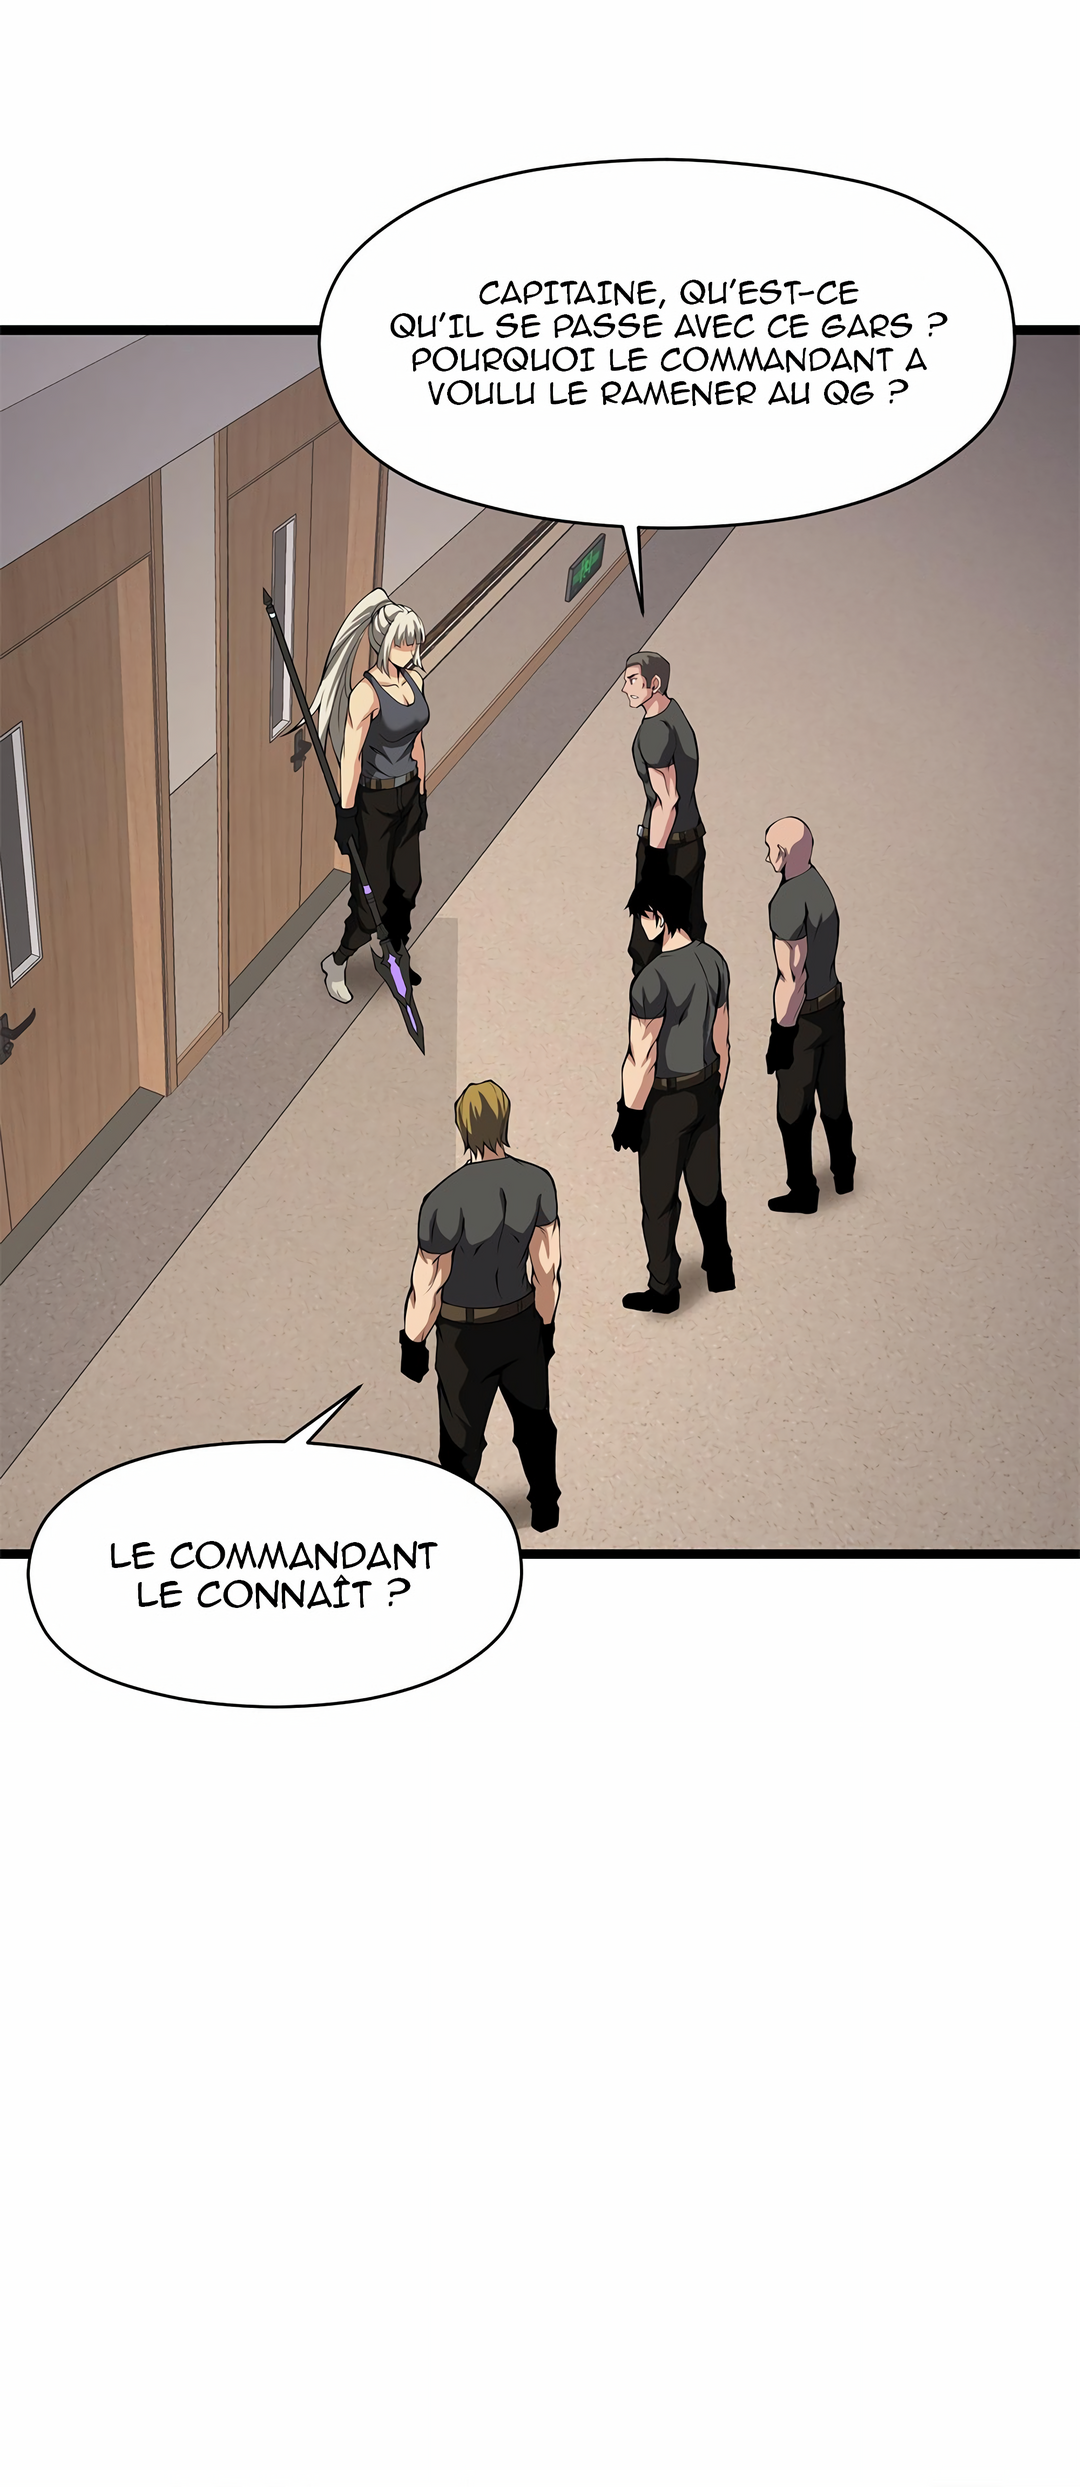 CAPITAINE, QU'EST-CE
QU'IL SE PASSE AVEC CE GARS ?
POURQUOI LE COMMANDANT A
VOULU LE RAMENER AU QG ?
LE COMMANDANT
LE CONNAÎT ?